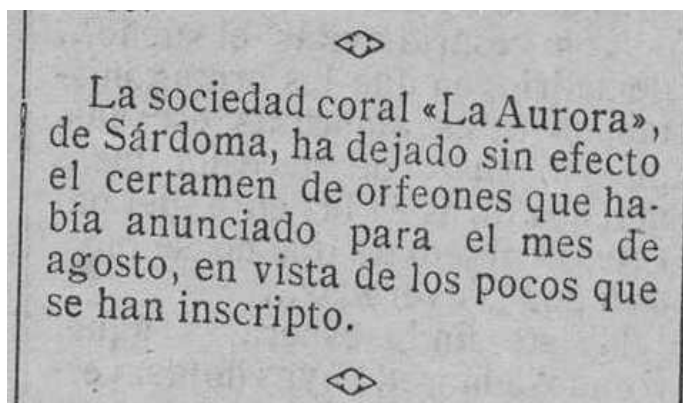 La sociedad coral «La Aurora»,
de Sárdoma, ha dejado sin efecto
el certamen de orfeones que ha-
bía anunciado para el mes de
agosto, en vista de los pocos que
se han inscripto.